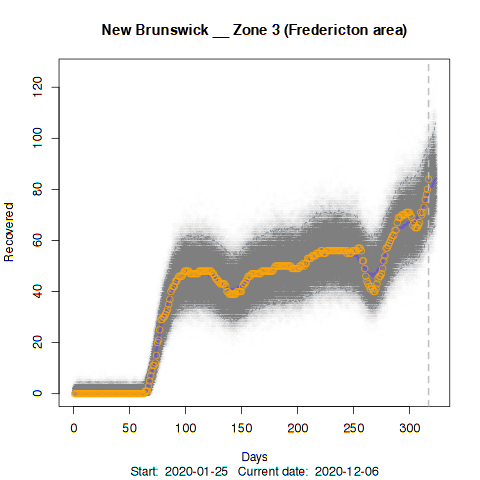 New Brunswick __ Zone 3 (Fredericton area)
120
100
80
60
40
20
0
Recovered
0 50 100 150 200 250 300
Days
Start: 2020-01-25 Current date: 2020-12-06